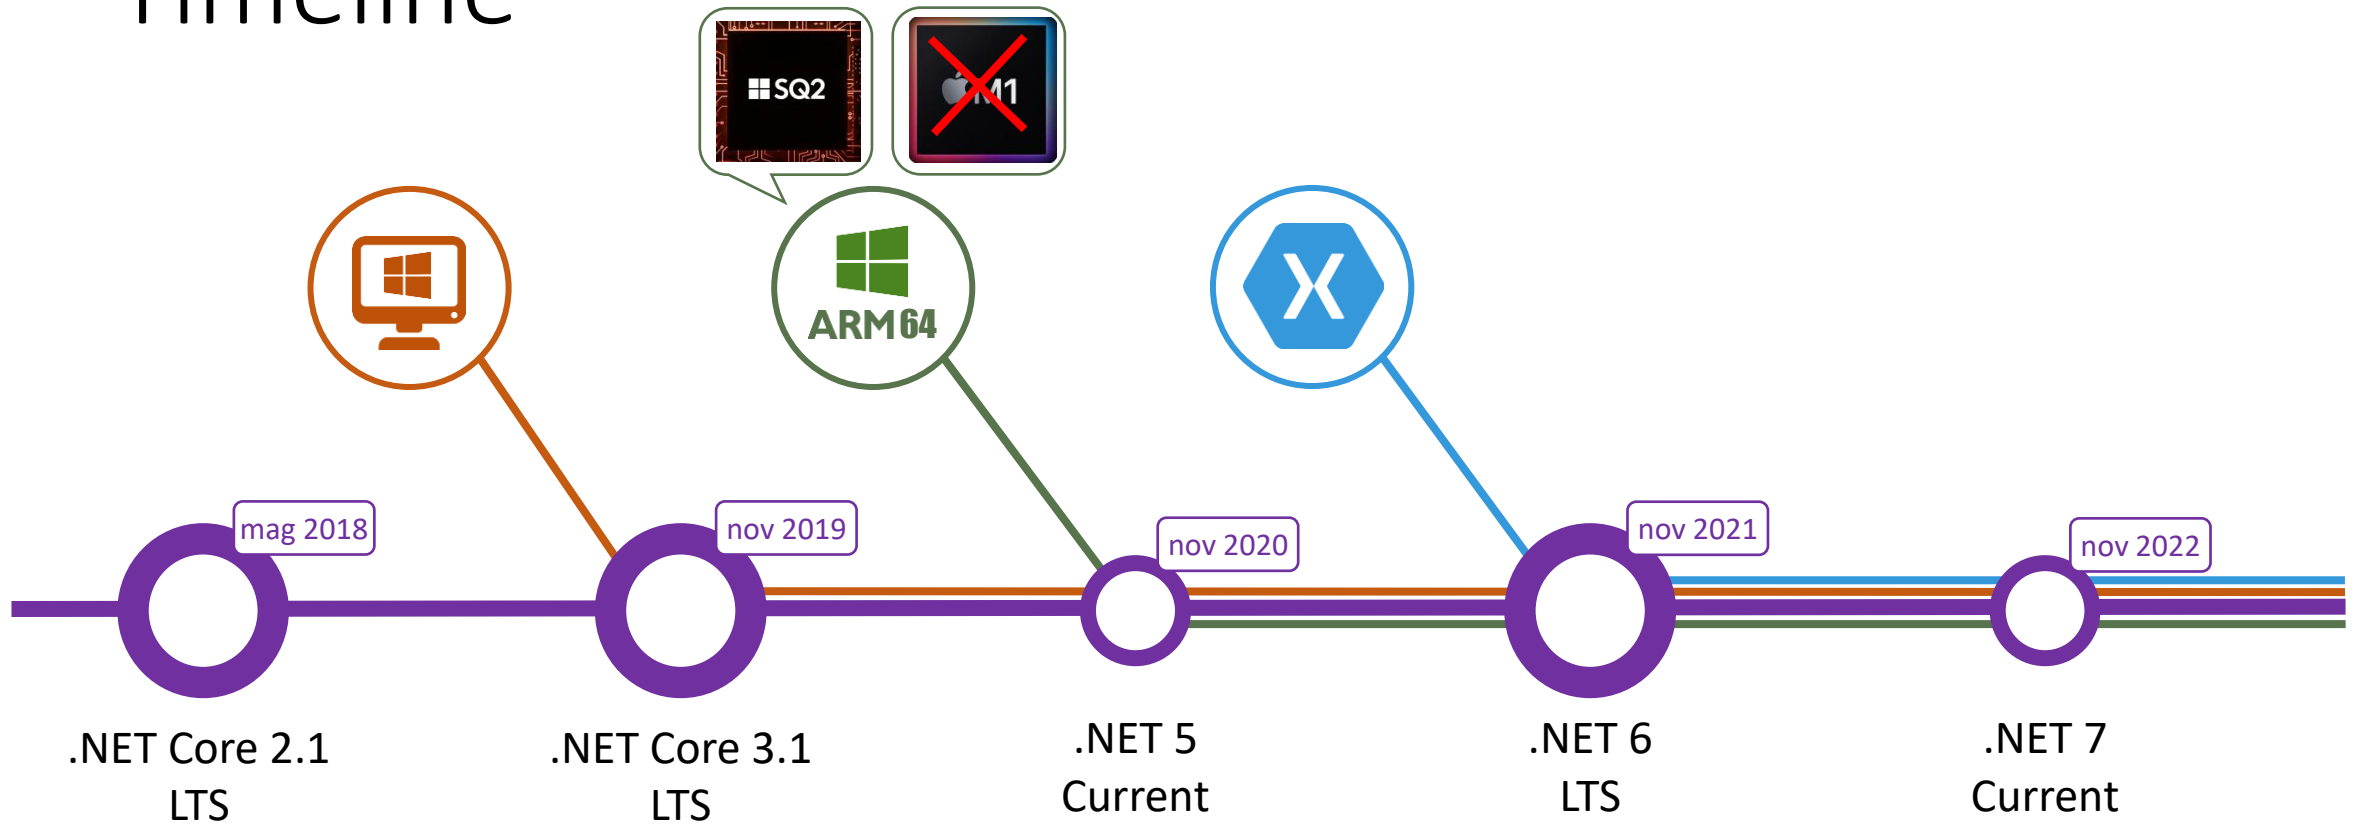 Timeline
SQ2
M1
ARM64
mag 2018
nov 2019
nov 2020
nov 2021
nov 2022
.NET Core 2.1
LTS
.NET Core 3.1
LTS
.NET 5
Current
.NET 6
LTS
.NET 7
Current